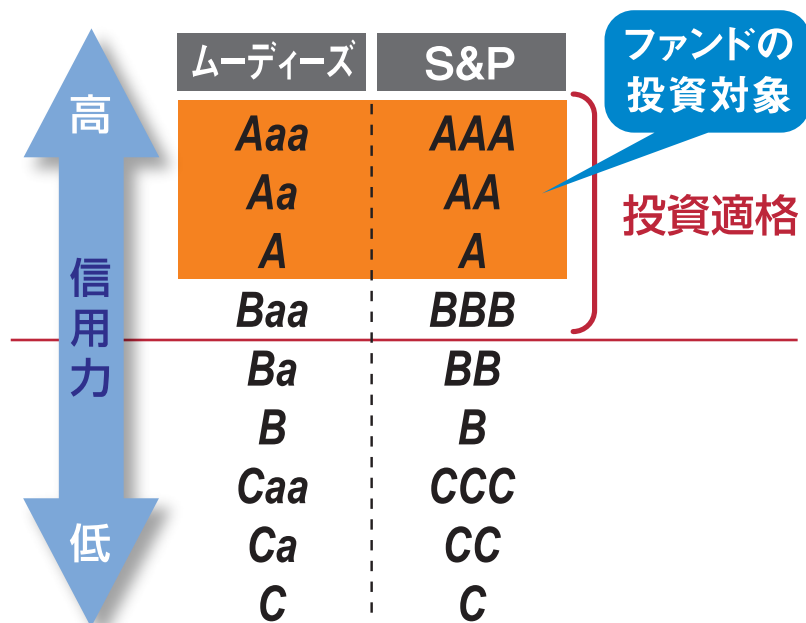 ムーディーズ S&P
ファンドの
投資対象
高
Aaa AAA
Aa AA
投資適格
A A
信用力
Baa BBB
Ba BB
B B
Caa CCC
低
Ca CC
C C